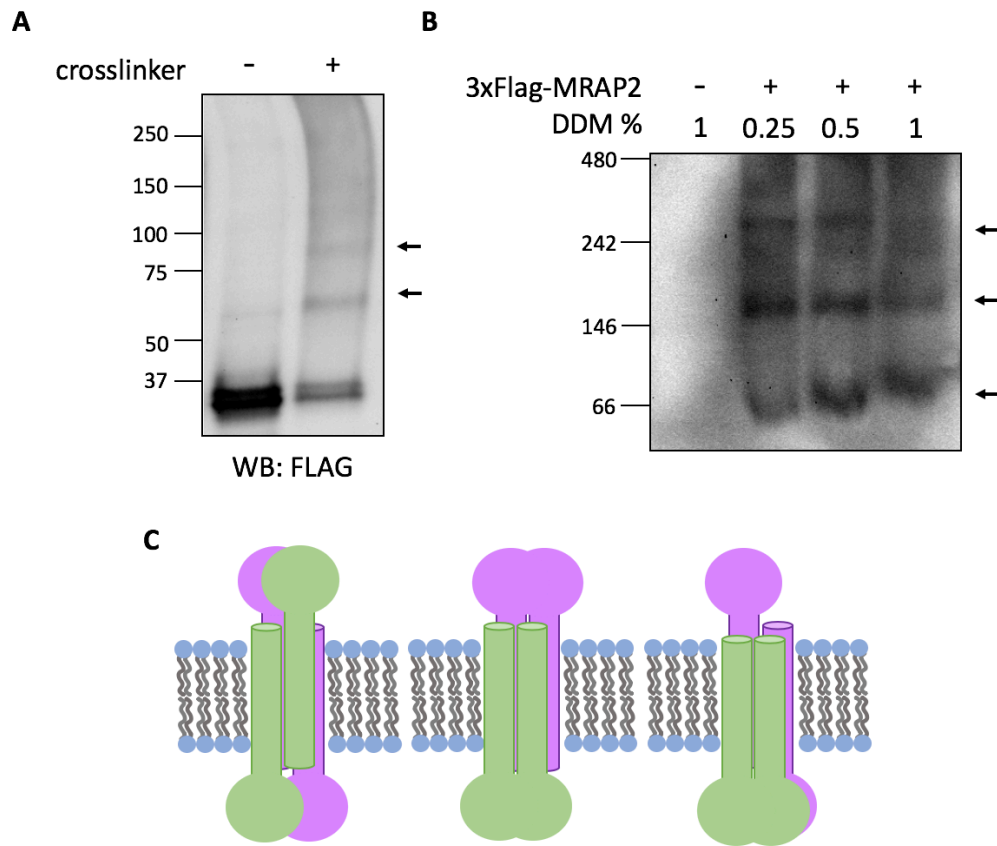 A
crosslinker - +
250
150
100
75
50
37
WB: FLAG
B
3xFlag-MRAP2 - + + +
DDM % 1 0.25 0.5 1
480
242
146
66
C